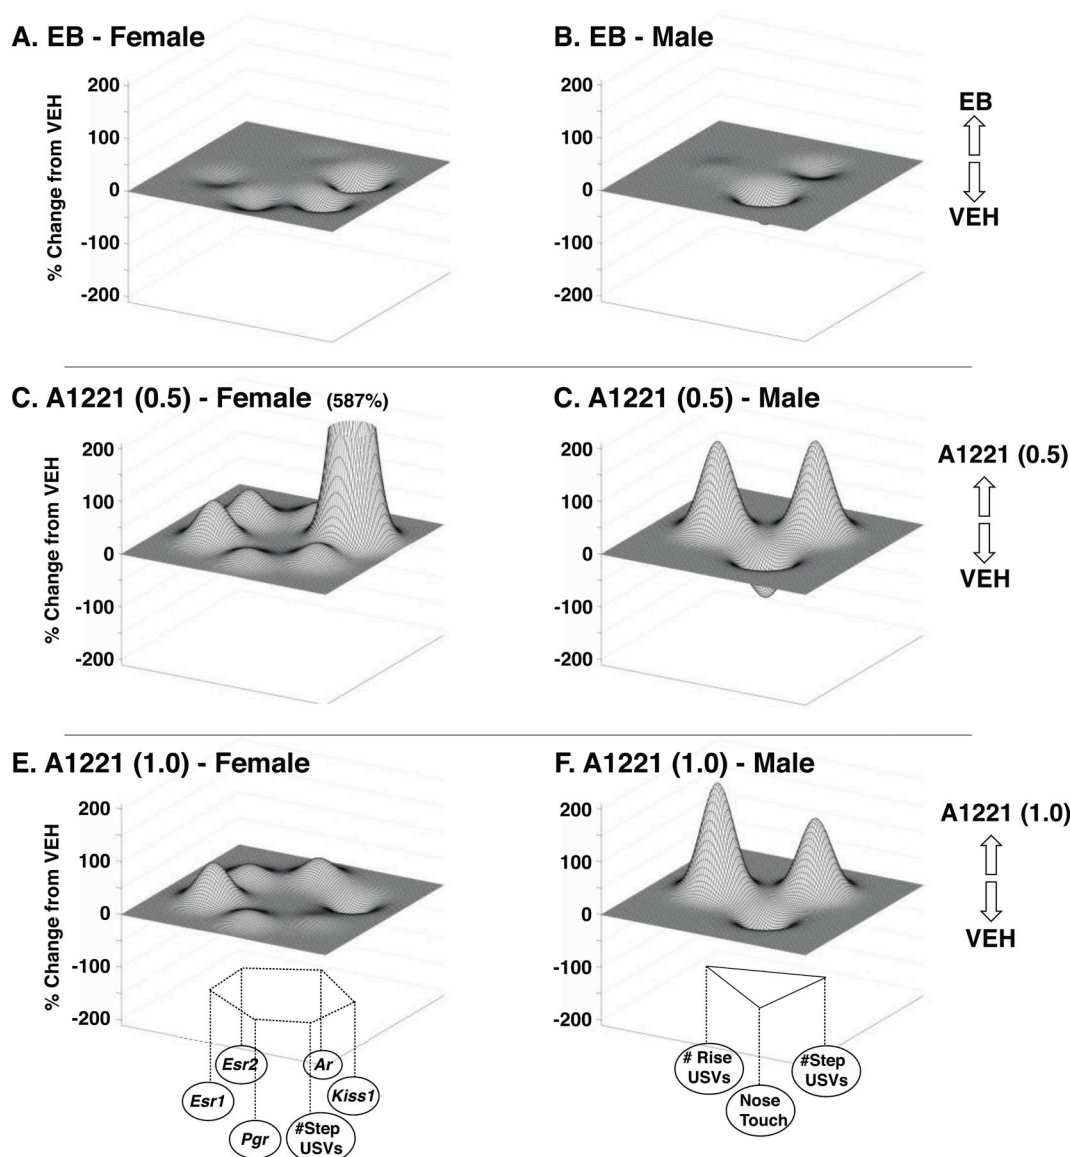 A. EB - Female
B. EB - Male
% Change from VEH
200
100
0
-100
-200
200
100
0
-100
-200
EB
VEH
C. A1221 (0.5) - Female (587%)
C. A1221 (0.5) - Male
% Change from VEH
200
100
0
-100
-200
200
100
0
-100
-200
A1221 (0.5)
VEH
E. A1221 (1.0) - Female
F. A1221 (1.0) - Male
% Change from VEH
200
100
0
-100
-200
200
100
0
-100
-200
A1221 (1.0)
VEH
Esr1
Esr2
Pgr
#Step
USVs
Ar
Kiss1
# Rise
USVs
Nose
Touch
#Step
USVs